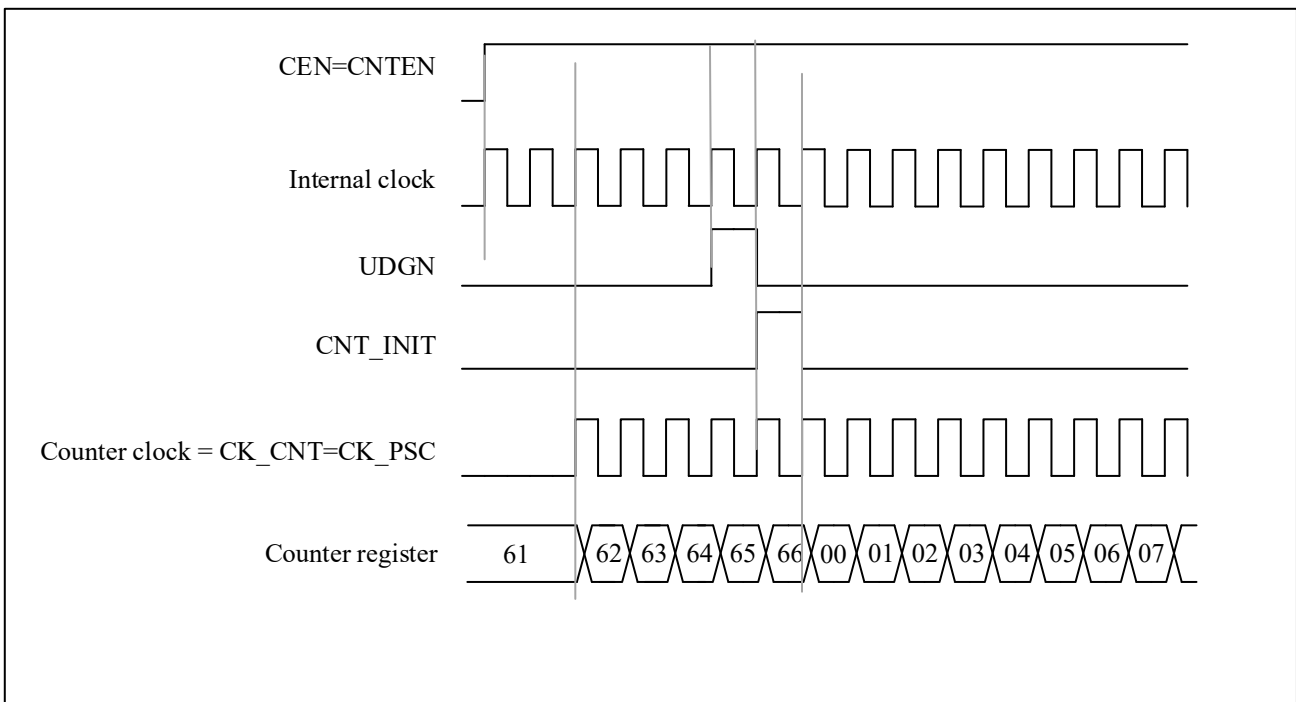 CEN=CNTEN
Internal clock
UDGN
CNT_INIT
Counter clock = CK_CNT=CK_PSC
Counter register 61 62 63 64 65 66 00 01 02 03 04 05 06 07